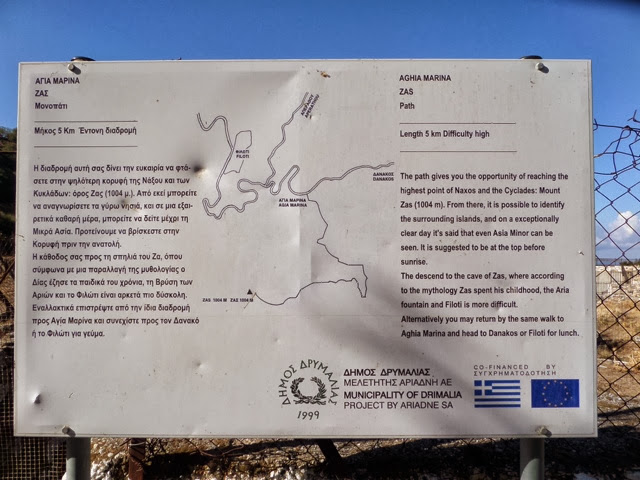 ΑΓΙΑ ΜΑΡΙΝΑ
ΖΑΣ
Μονοπάτι
Μήκος 5 Km Έντονη διαδρομή
Η διαδρομή αυτή σας δίνει την ευκαιρία να φτά-
σετε στην ψηλότερη κορυφή της Νάξου και των
Κυκλάδων: όρος Ζας (1004 μ.). Από εκεί μπορείτε
να αναγνωρίσετε τα γύρω νησιά, και σε μια εξαι-
ρετικά καθαρή μέρα, μπορείτε να δείτε μέχρι τη
Μικρά Ασία. Προτείνουμε να βρίσκεστε στην
Κορυφή πριν την ανατολή.
Η κάθοδος σας προς τη σπηλιά του Ζα, όπου
σύμφωνα με μια παραλλαγή της μυθολογίας ο
Δίας έζησε τα παιδικά του χρόνια, τη Βρύση των
Αριών και το Φιλώτι είναι αρκετά πιο δύσκολη.
Εναλλακτικά επιστρέψτε από την ίδια διαδρομή
προς Αγία Μαρίνα και συνεχίστε προς τον Δανακό
ή το Φιλώτι για γεύμα.
ΦΙΛΩΤΙ
FILOTI
ΑΓΙΑ ΜΑΡΙΝΑ
AGHIA MARINA
ΔΑΝΑΚΟΣ
DANAKOS
ZAS 1004 M ΖΑΣ 1004 M
AGHIA MARINA
ZAS
Path
Length 5 km Difficulty high
The path gives you the opportunity of reaching the
highest point of Naxos and the Cyclades: Mount
Zas (1004 m). From there, it is possible to identify
the surrounding islands, and on a exceptionally
clear day it's said that even Asia Minor can be
seen. It is suggested to be at the top before
sunrise.
The descend to the cave of Zas, where according
to the mythology Zas spent his childhood, the Aria
fountain and Filoti is more difficult.
Alternatively you may return by the same walk to
Aghia Marina and head to Danakos or Filoti for lunch.
ΔΗΜΟΣ ΔΡΥΜΑΛΙΑΣ
1999
ΔΗΜΟΣ ΔΡΥΜΑΛΙΑΣ
ΜΕΛΕΤΗΤΗΣ ΑΡΙΑΔΝΗ ΑΕ
MUNICIPALITY OF DRIMALIA
PROJECT BY ARIADNE SA
CO-FINANCED BY
ΣΥΓΧΡΗΜΑΤΟΔΟΤΗΣΗ